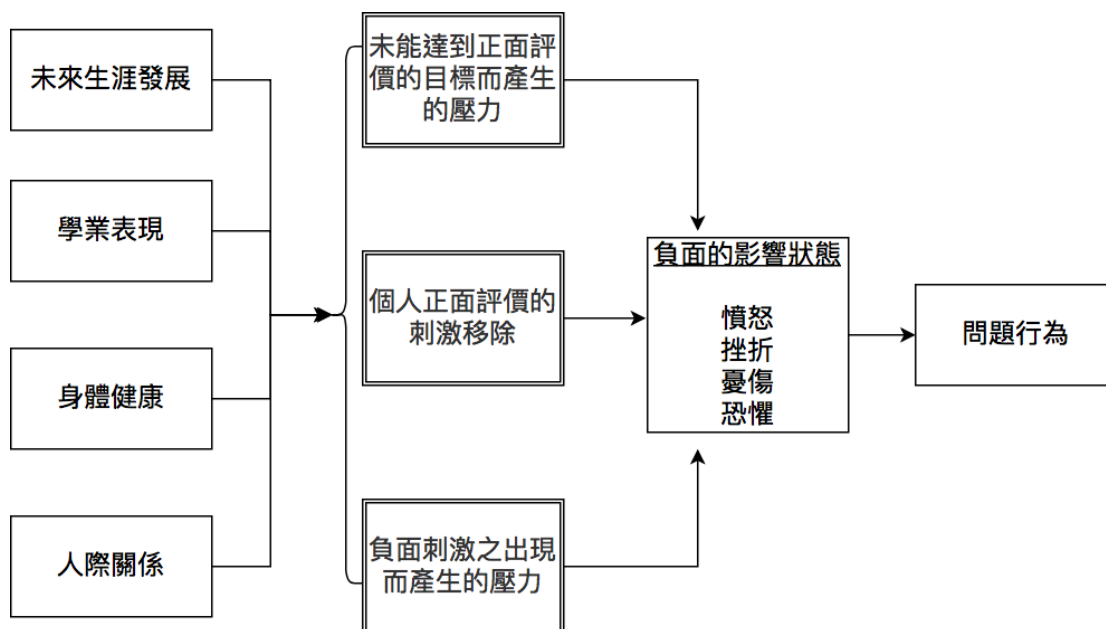 未來生涯發展
學業表現
身體健康
人際關係
未能達到正面評
價的目標而產生
的壓力
個人正面評價的
刺激移除
負面刺激之出現
而產生的壓力
負面的影響狀態
憤怒
挫折
憂傷
恐懼
問題行為